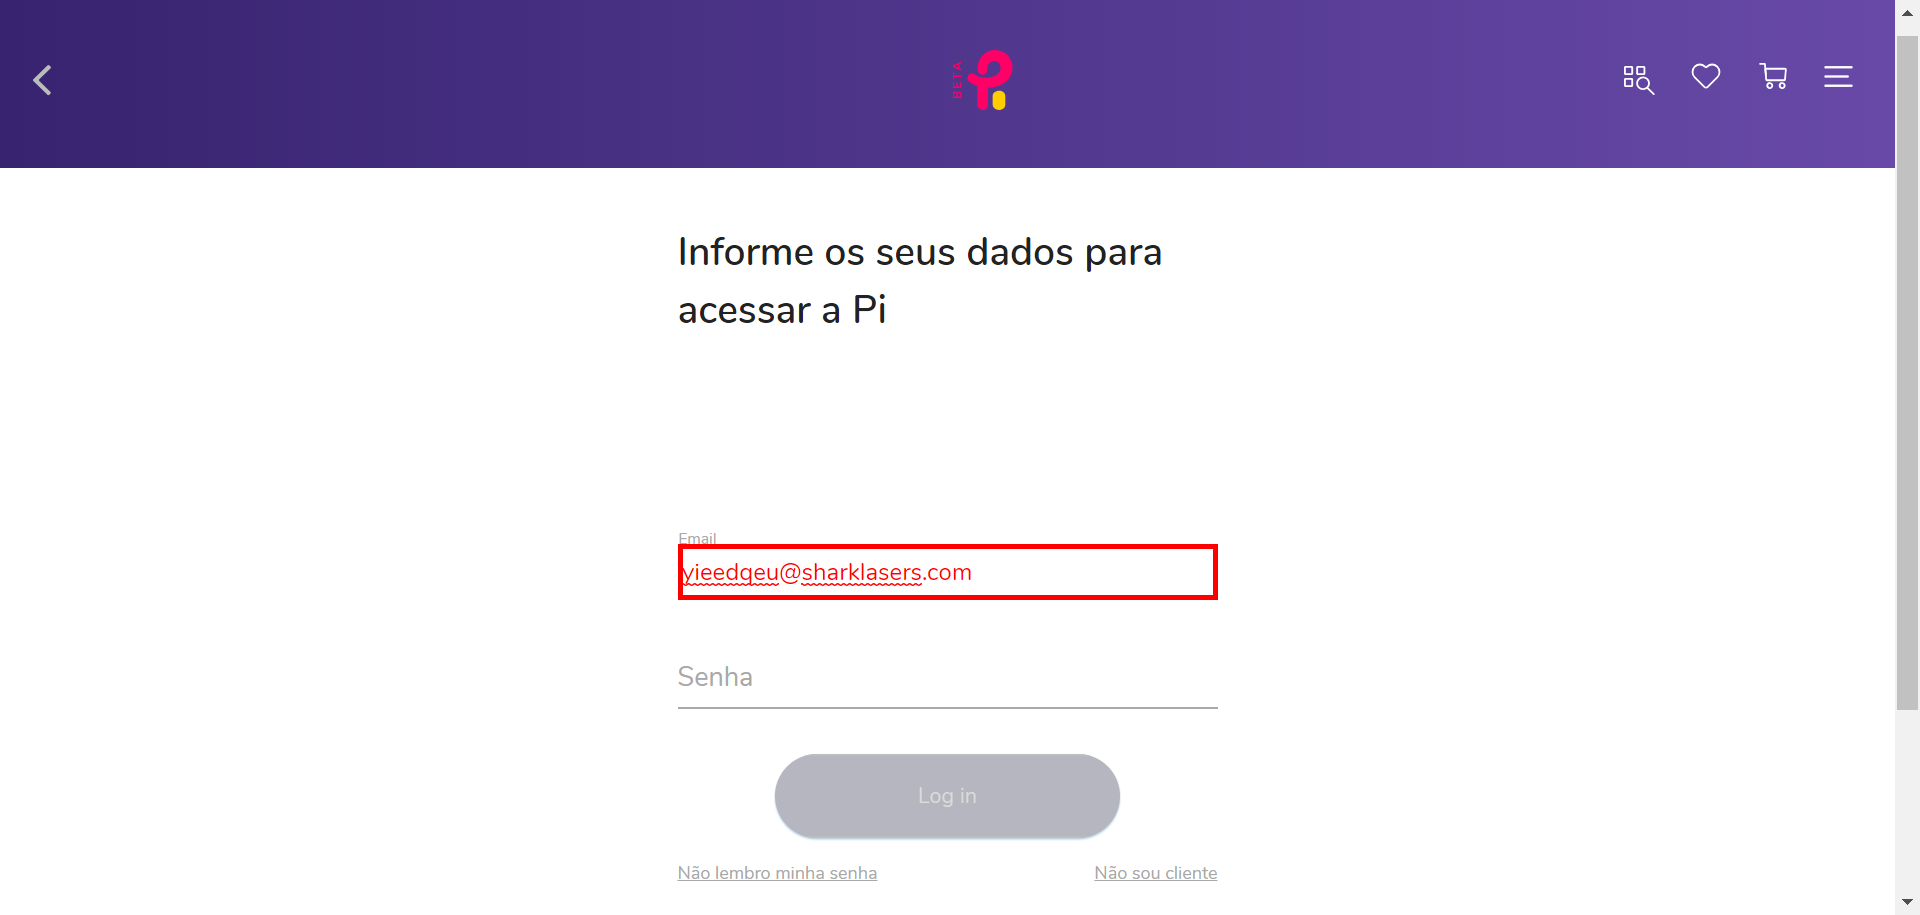 BETA
Informe os seus dados para
acessar a Pi
Email
yieedqeu@sharklasers.com
Senha
Log in
Não lembro minha senha
Não sou cliente